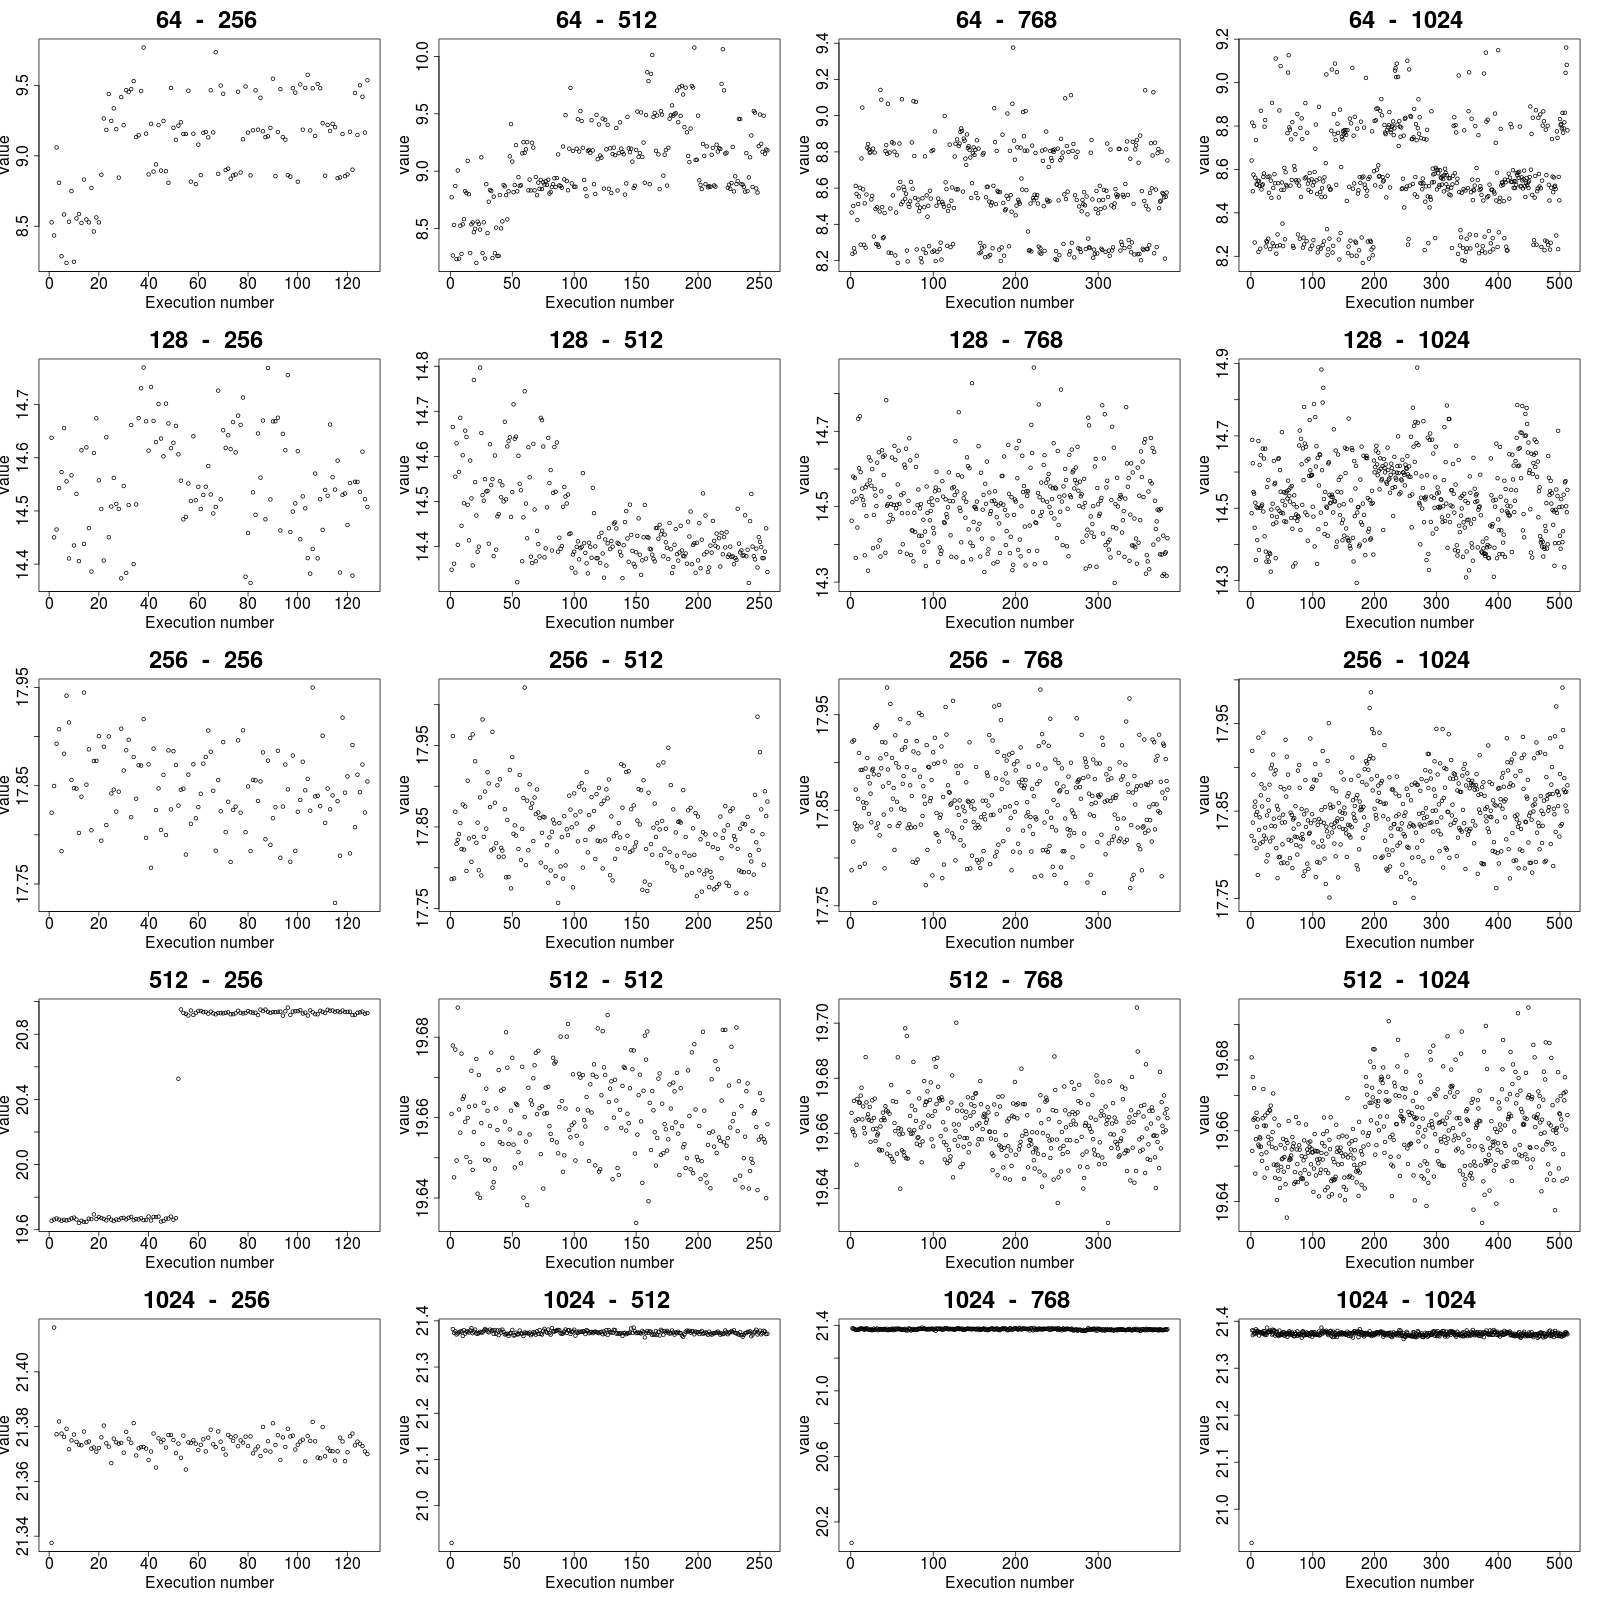 64 - 256
value
8.5 9.0 9.5
0 20 40 60 80 100 120
Execution number
64 - 512
value
8.5 9.0 9.5 10.0
0 50 100 150 200 250
Execution number
64 - 768
value
8.2 8.4 8.6 8.8 9.0 9.2 9.4
0 100 200 300
Execution number
64 - 1024
value
8.2 8.4 8.6 8.8 9.0 9.2
0 100 200 300 400 500
Execution number
128 - 256
value
14.4 14.5 14.6 14.7
0 20 40 60 80 100 120
Execution number
128 - 512
value
14.4 14.5 14.6 14.7 14.8
0 50 100 150 200 250
Execution number
128 - 768
value
14.3 14.5 14.7
0 100 200 300
Execution number
128 - 1024
value
14.3 14.5 14.7 14.9
0 100 200 300 400 500
Execution number
256 - 256
value
17.75 17.85 17.95
0 20 40 60 80 100 120
Execution number
256 - 512
value
17.75 17.85 17.95
0 50 100 150 200 250
Execution number
256 - 768
value
17.75 17.85 17.95
0 100 200 300
Execution number
256 - 1024
value
17.75 17.85 17.95
0 100 200 300 400 500
Execution number
512 - 256
value
19.6 20.0 20.4 20.8
0 20 40 60 80 100 120
Execution number
512 - 512
value
19.64 19.66 19.68
0 50 100 150 200 250
Execution number
512 - 768
value
19.64 19.66 19.68 19.70
0 100 200 300
Execution number
512 - 1024
value
19.64 19.66 19.68
0 100 200 300 400 500
Execution number
1024 - 256
value
21.34 21.36 21.38 21.40
0 20 40 60 80 100 120
Execution number
1024 - 512
value
21.0 21.1 21.2 21.3 21.4
0 50 100 150 200 250
Execution number
1024 - 768
value
20.2 20.6 21.0 21.4
0 100 200 300
Execution number
1024 - 1024
value
21.0 21.1 21.2 21.3 21.4
0 100 200 300 400 500
Execution number